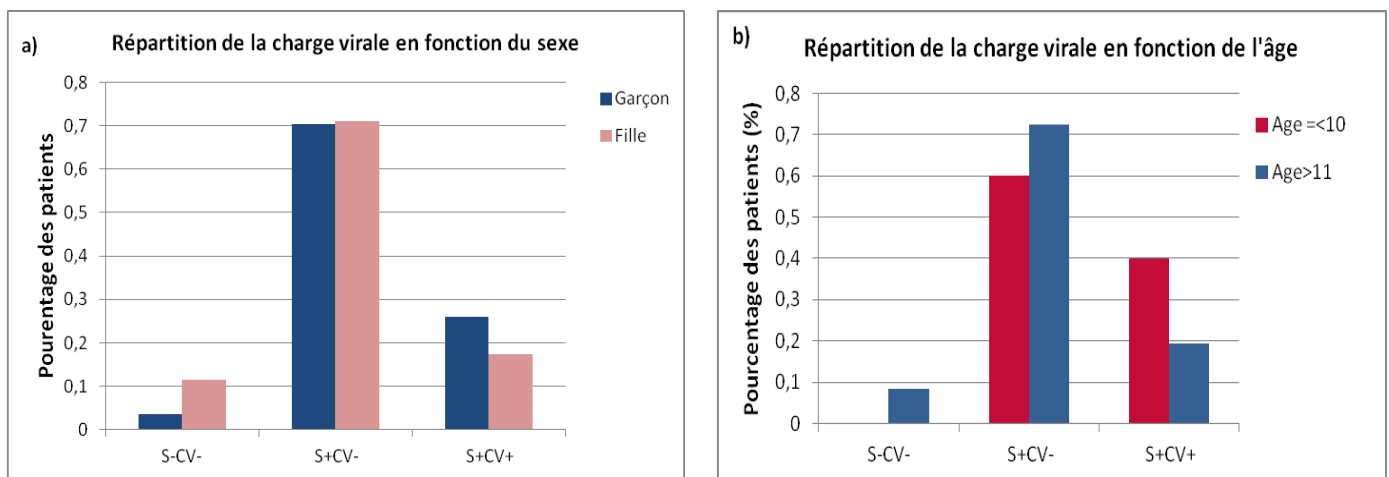 a)
Répartition de la charge virale en fonction du sexe
Pourentage des patients
0,8
0,7
0,6
0,5
0,4
0,3
0,2
0,1
0
S-CV-
S+CV-
S+CV+
Garçon
Fille
b)
Répartition de la charge virale en fonction de l'âge
Pourcentage des patients (%)
0,8
0,7
0,6
0,5
0,4
0,3
0,2
0,1
0
S-CV-
S+CV-
S+CV+
Age =<10
Age>11